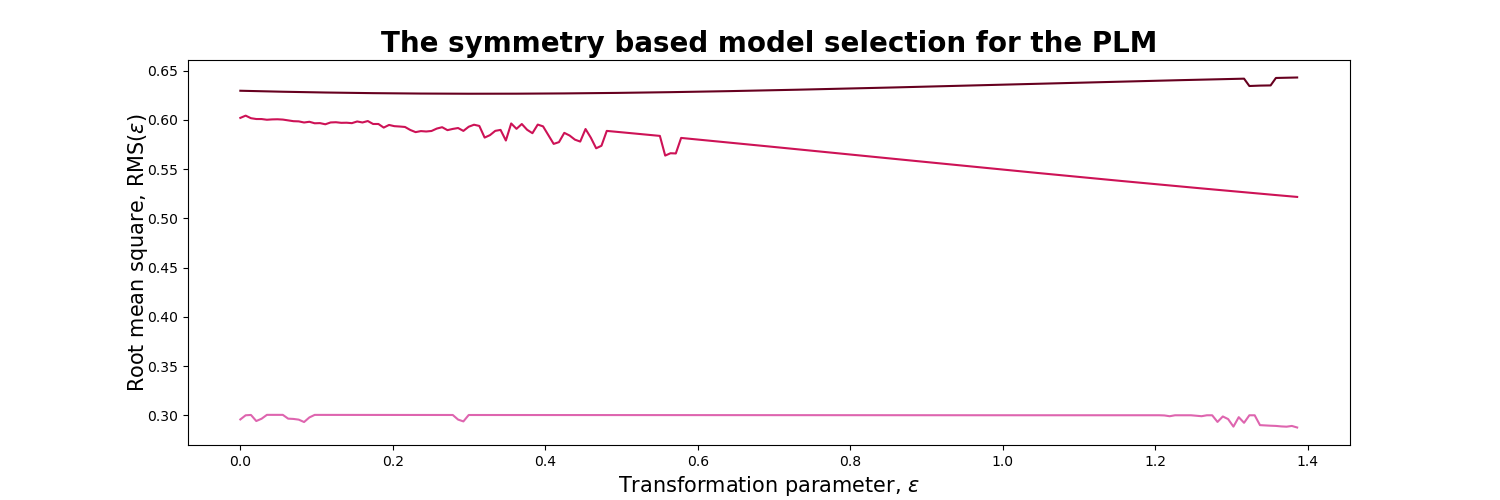 The symmetry based model selection for the PLM
Root mean square, RMS(ε)
0.65
0.60
0.55
0.50
0.45
0.40
0.35
0.30
0.0 0.2 0.4 0.6 0.8 1.0 1.2 1.4
Transformation parameter, ε